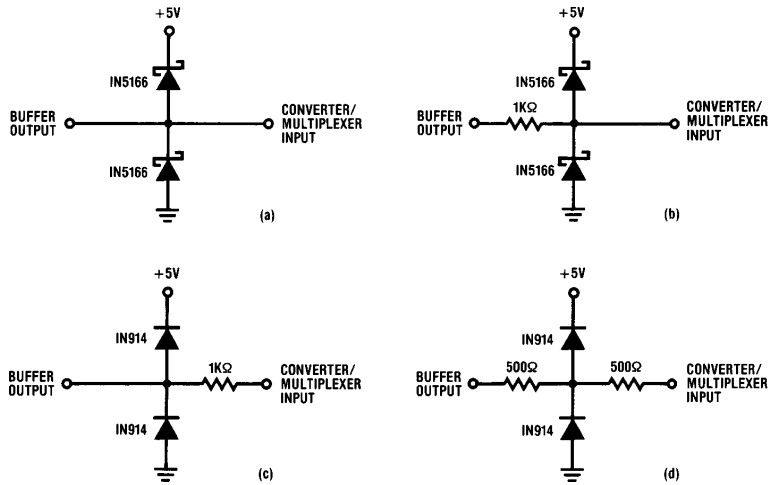 +5V
IN5166
BUFFER
OUTPUT
CONVERTER/
MULTIPLEXER
INPUT
IN5166
(a)
+5V
IN5166
1KΩ
BUFFER
OUTPUT
CONVERTER/
MULTIPLEXER
INPUT
IN5166
(b)
+5V
IN914
1KΩ
BUFFER
OUTPUT
CONVERTER/
MULTIPLEXER
INPUT
IN914
(c)
+5V
IN914
500Ω
500Ω
BUFFER
OUTPUT
CONVERTER/
MULTIPLEXER
INPUT
IN914
(d)